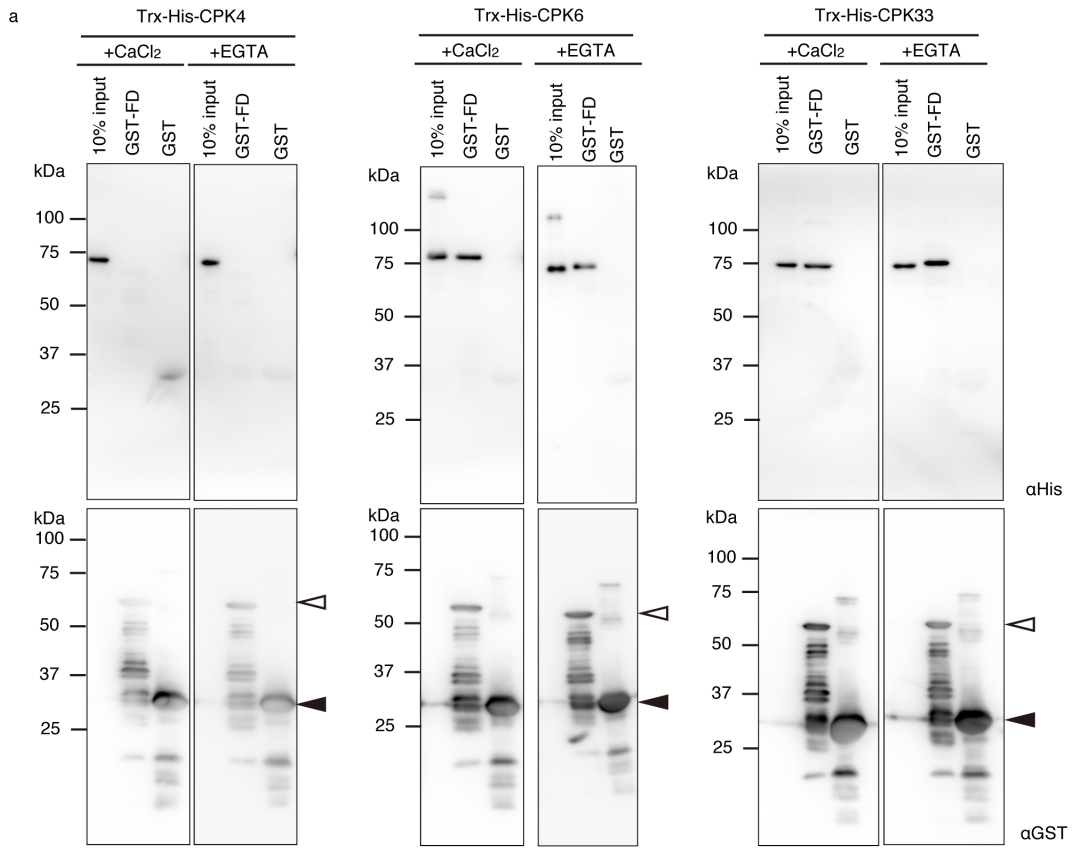 a
Trx-His-CPK4
Trx-His-CPK6
Trx-His-CPK33
+CaCl2
+EGTA
+CaCl2
+EGTA
+CaCl2
+EGTA
10% input
GST-FD
GST
10% input
GST-FD
GST
10% input
GST-FD
GST
10% input
GST-FD
GST
10% input
GST-FD
GST
10% input
GST-FD
GST
kDa
100
75
50
37
25
kDa
100
75
50
37
25
kDa
100
75
50
37
25
αHis
kDa
100
75
50
37
25
kDa
100
75
50
37
25
kDa
100
75
50
37
25
αGST